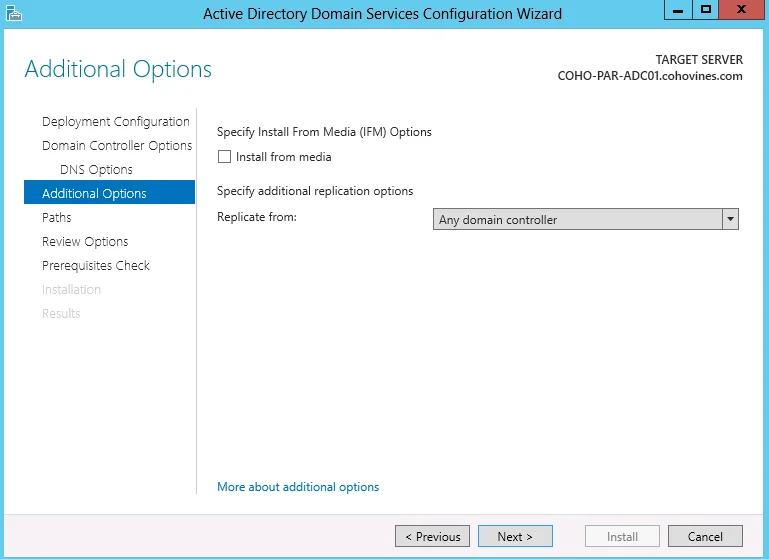 Active Directory Domain Services Configuration Wizard
Additional Options
TARGET SERVER
COHO-PAR-ADC01.cohovines.com
Deployment Configuration
Domain Controller Options
DNS Options
Additional Options
Paths
Review Options
Prerequisites Check
Installation
Results
Specify Install From Media (IFM) Options
Install from media
Specify additional replication options
Replicate from:
Any domain controller
More about additional options
< Previous
Next >
Install
Cancel